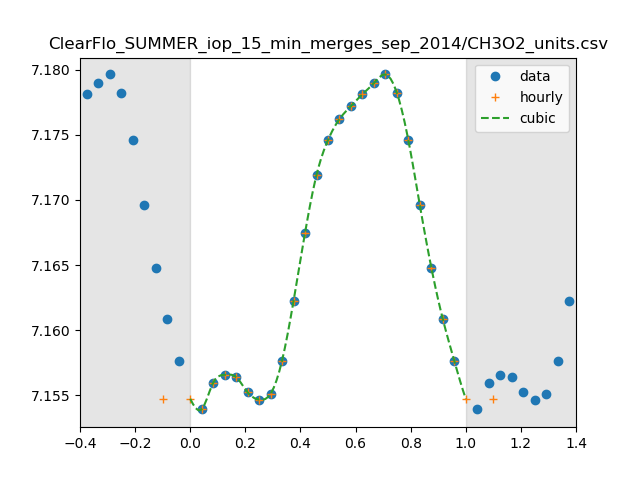 ClearFlo_SUMMER_iop_15_min_merges_sep_2014/CH3O2_units.csv
data
hourly
cubic
7.180
7.175
7.170
7.165
7.160
7.155
−0.4 −0.2 0.0 0.2 0.4 0.6 0.8 1.0 1.2 1.4